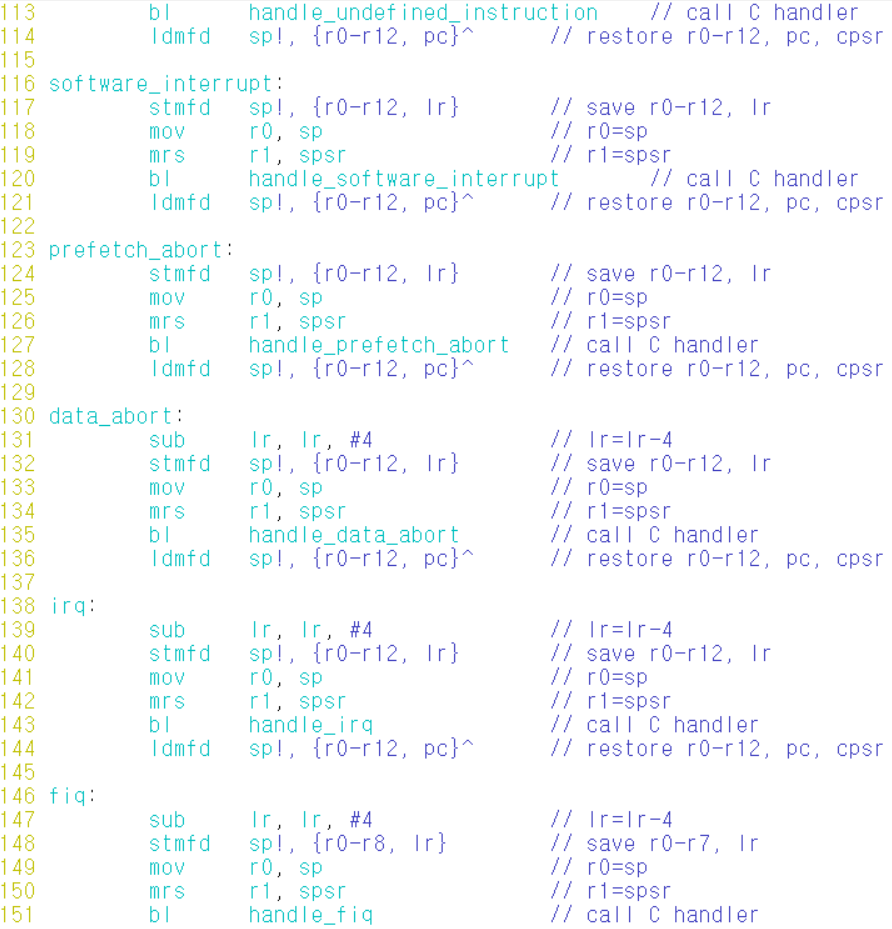 113         bl      handle_undefined_instruction    // call C handler
114         ldmfd   sp!, {r0-r12, pc}^      // restore r0-r12, pc, cpsr
115
116 software_interrupt:
117         stmfd   sp!, {r0-r12, lr}       // save r0-r12, lr
118         mov     r0, sp                  // r0=sp
119         mrs     r1, spsr                // r1=spsr
120         bl      handle_software_interrupt       // call C handler
121         ldmfd   sp!, {r0-r12, pc}^      // restore r0-r12, pc, cpsr
122
123 prefetch_abort:
124         stmfd   sp!, {r0-r12, lr}       // save r0-r12, lr
125         mov     r0, sp                  // r0=sp
126         mrs     r1, spsr                // r1=spsr
127         bl      handle_prefetch_abort   // call C handler
128         ldmfd   sp!, {r0-r12, pc}^      // restore r0-r12, pc, cpsr
129
130 data_abort:
131         sub     lr, lr, #4              // lr=lr-4
132         stmfd   sp!, {r0-r12, lr}       // save r0-r12, lr
133         mov     r0, sp                  // r0=sp
134         mrs     r1, spsr                // r1=spsr
135         bl      handle_data_abort       // call C handler
136         ldmfd   sp!, {r0-r12, pc}^      // restore r0-r12, pc, cpsr
137
138 irq:
139         sub     lr, lr, #4              // lr=lr-4
140         stmfd   sp!, {r0-r12, lr}       // save r0-r12, lr
141         mov     r0, sp                  // r0=sp
142         mrs     r1, spsr                // r1=spsr
143         bl      handle_irq              // call C handler
144         ldmfd   sp!, {r0-r12, pc}^      // restore r0-r12, pc, cpsr
145
146 fiq:
147         sub     lr, lr, #4              // lr=lr-4
148         stmfd   sp!, {r0-r8, lr}        // save r0-r7, lr
149         mov     r0, sp                  // r0=sp
150         mrs     r1, spsr                // r1=spsr
151         bl      handle_fiq              // call C handler